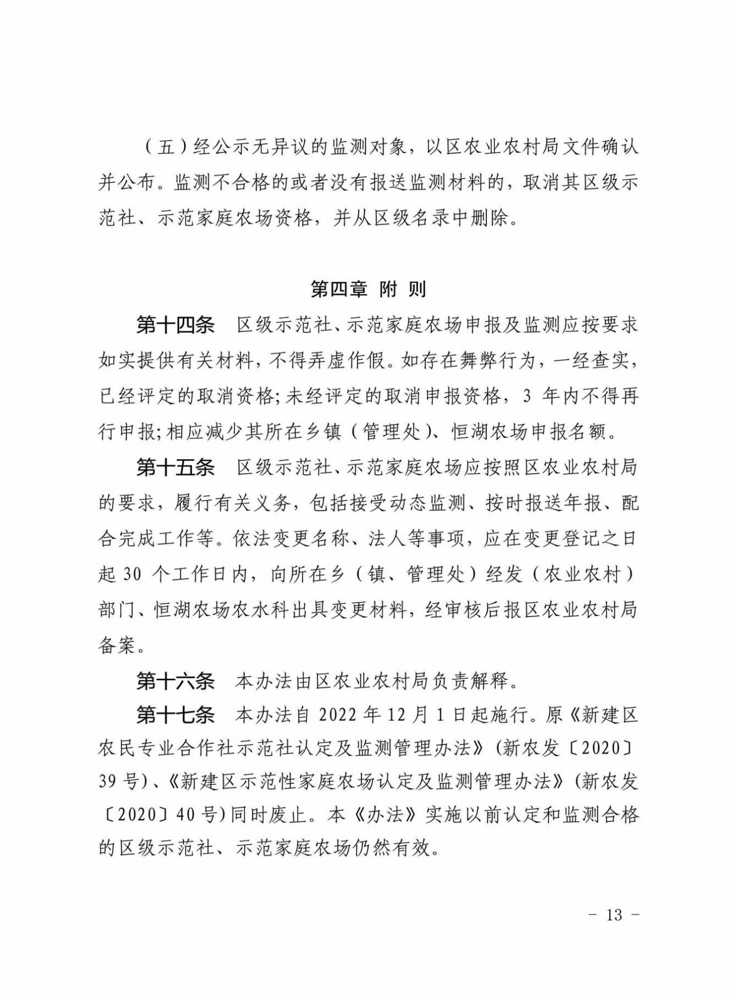 （五）经公示无异议的监测对象，以区农业农村局文件确认
并公布。监测不合格的或者没有报送监测材料的，取消其区级示
范社、示范家庭农场资格，并从区级名录中删除。
第四章 附 则
第十四条　区级示范社、示范家庭农场申报及监测应按要求
如实提供有关材料，不得弄虚作假。如存在舞弊行为，一经查实，
已经评定的取消资格;未经评定的取消申报资格，3 年内不得再
行申报;相应减少其所在乡镇（管理处)、恒湖农场申报名额。
第十五条　区级示范社、示范家庭农场应按照区农业农村局
的要求，履行有关义务，包括接受动态监测、按时报送年报、配
合完成工作等。依法变更名称、法人等事项，应在变更登记之日
起 30 个工作日内，向所在乡（镇、管理处）经发（农业农村）
部门、恒湖农场农水科出具变更材料，经审核后报区农业农村局
备案。
第十六条　本办法由区农业农村局负责解释。
第十七条　本办法自 2022 年 12 月 1 日起施行。原《新建区
农民专业合作社示范社认定及监测管理办法》(新农发〔2020〕
39 号)、《新建区示范性家庭农场认定及监测管理办法》(新农发
〔2020〕40 号)同时废止。本《办法》实施以前认定和监测合格
的区级示范社、示范家庭农场仍然有效。
- 13 -